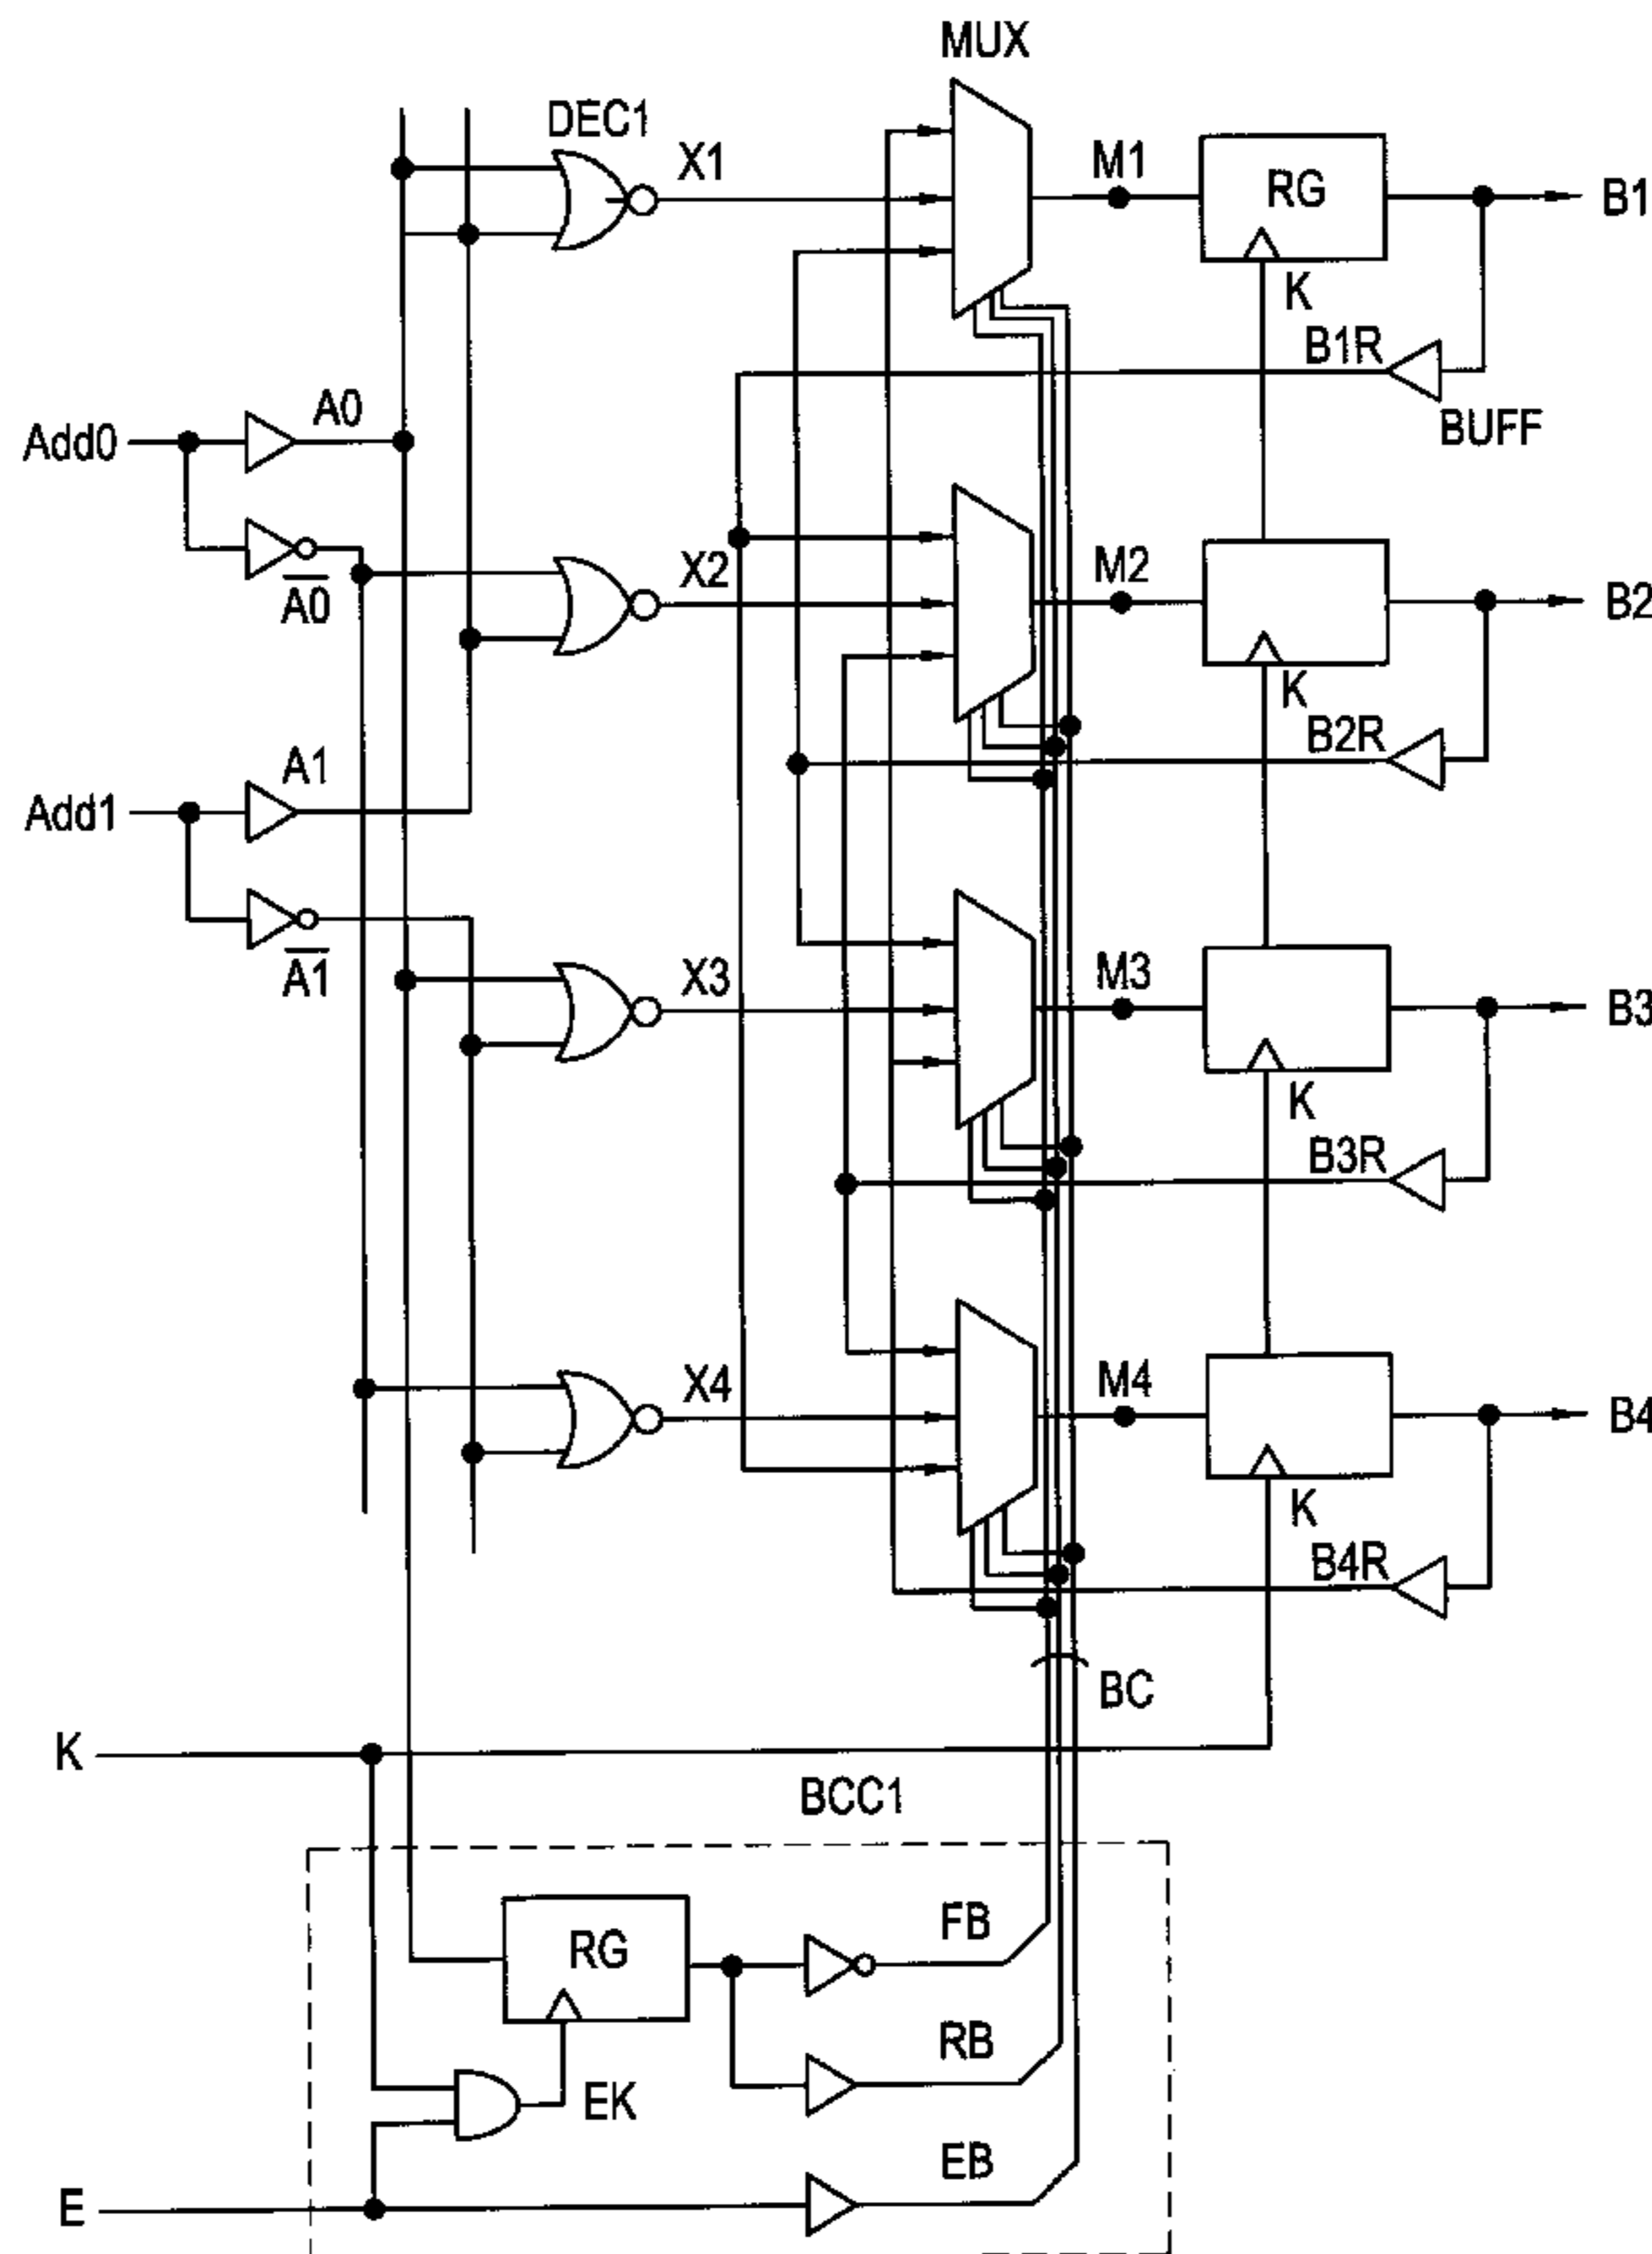 MUX
DEC1
X1
M1
RG
B1
K
B1R
BUFF
Add0
A0
A0
X2
M2
B2
K
B2R
Add1
A1
A1
X3
M3
B3
K
B3R
X4
M4
B4
K
B4R
BC
K
BCC1
RG
FB
RB
EK
EB
E